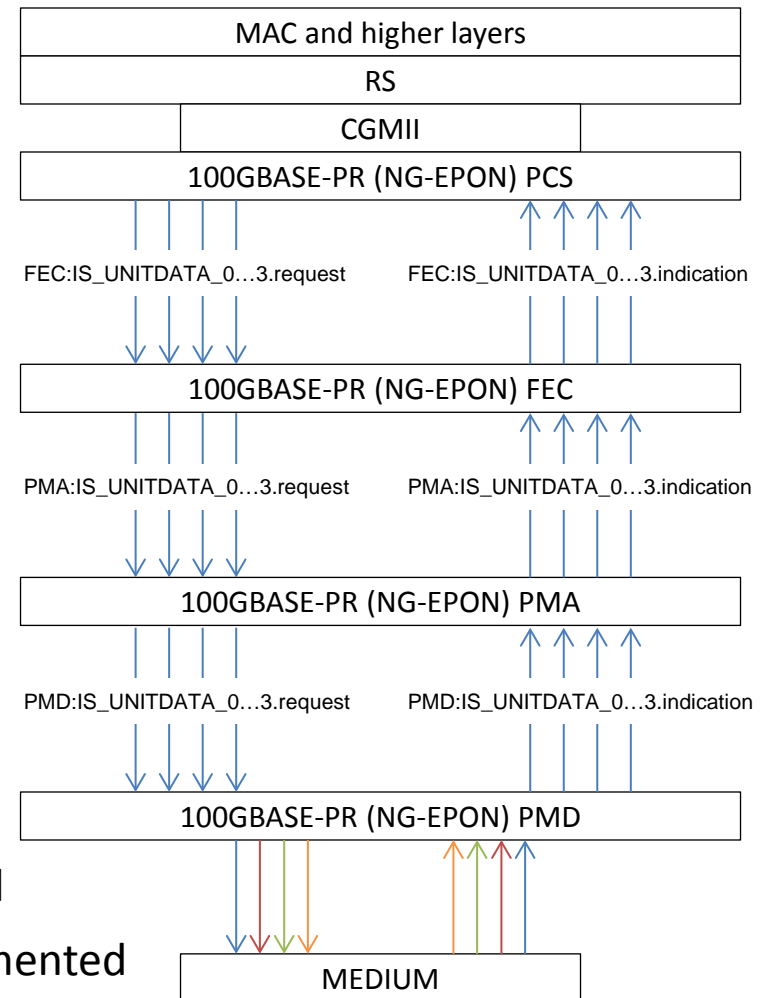 MAC and higher layers
RS
CGMII
100GBASE-PR (NG-EPON) PCS
FEC:IS_UNITDATA_0…3.request FEC:IS_UNITDATA_0…3.indication
100GBASE-PR (NG-EPON) FEC
PMA:IS_UNITDATA_0…3.request PMA:IS_UNITDATA_0…3.indication
100GBASE-PR (NG-EPON) PMA
PMD:IS_UNITDATA_0…3.request PMD:IS_UNITDATA_0…3.indication
100GBASE-PR (NG-EPON) PMD
MEDIUM